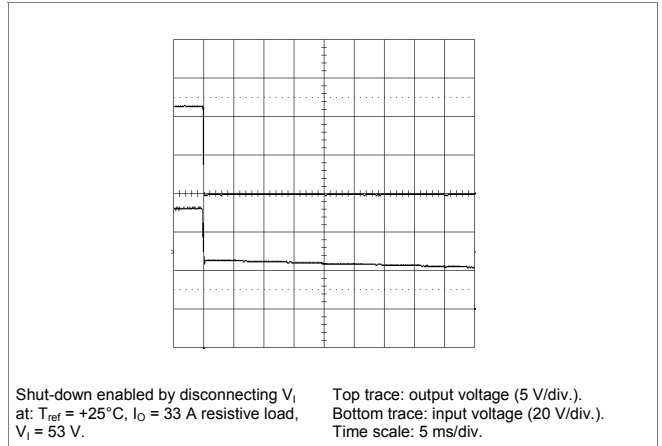 Shut-down enabled by disconnecting VI
at: Tref = +25°C, IO = 33 A resistive load,
VI = 53 V.
Top trace: output voltage (5 V/div.).
Bottom trace: input voltage (20 V/div.).
Time scale: 5 ms/div.